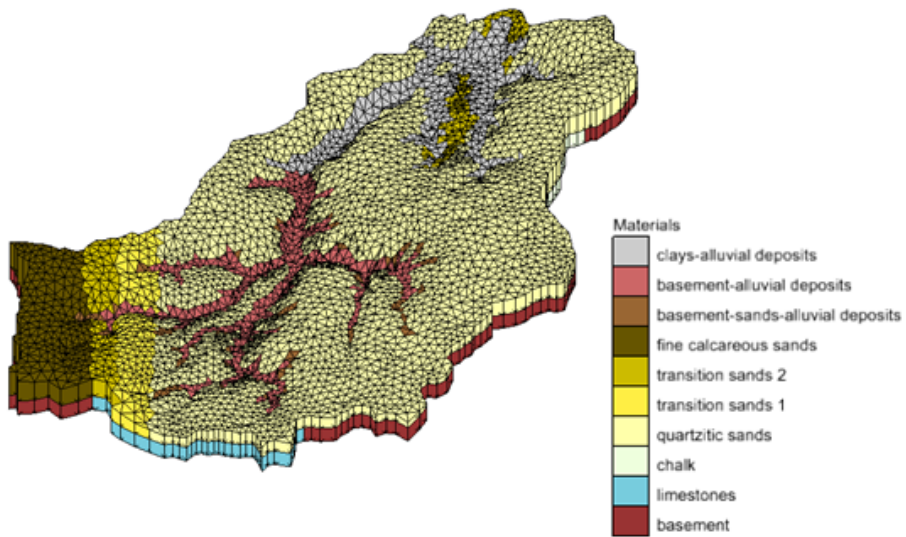 Materials
clays-alluvial deposits
basement-alluvial deposits
basement-sands-alluvial deposits
fine calcareous sands
transition sands 2
transition sands 1
quartzitic sands
chalk
limestones
basement